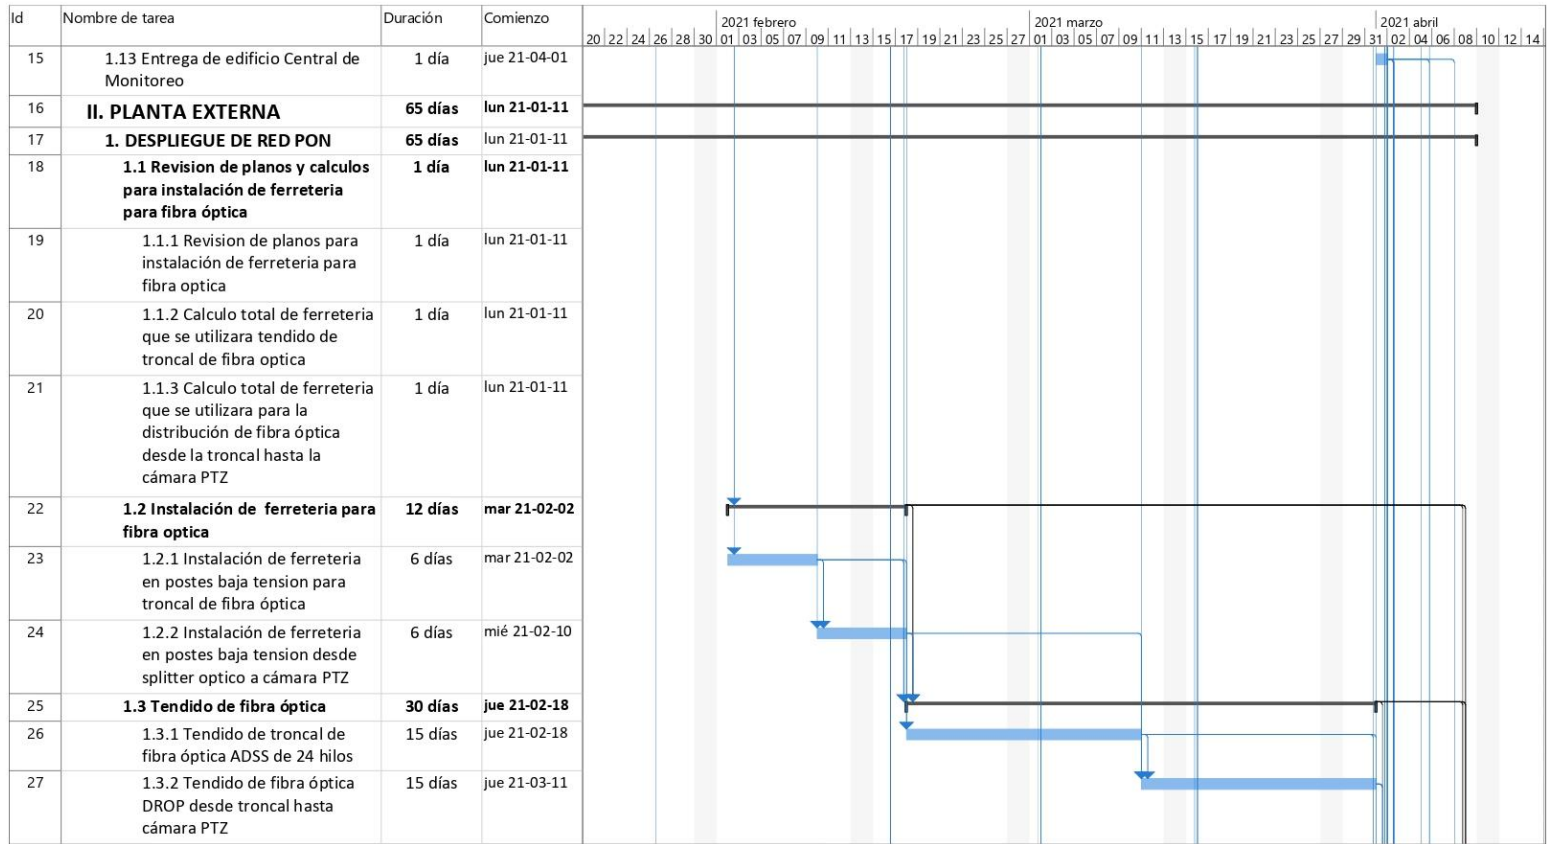 Id Nombre de tarea Duración Comienzo
2021 febrero 2021 marzo 2021 abril
20 22 24 26 28 30 01 03 05 07 09 11 13 15 17 19 21 23 25 27 01 03 05 07 09 11 13 15 17 19 21 23 25 27 29 31 02 04 06 08 10 12 14
15 1.13 Entrega de edificio Central de 1 día jue 21-04-01
Monitoreo
16 II. PLANTA EXTERNA 65 días lun 21-01-11
17 1. DESPLIEGUE DE RED PON 65 días lun 21-01-11
18 1.1 Revision de planos y calculos 1 día lun 21-01-11
para instalación de ferreteria
para fibra óptica
19 1.1.1 Revision de planos para 1 día lun 21-01-11
instalación de ferreteria para
fibra optica
20 1.1.2 Calculo total de ferreteria 1 día lun 21-01-11
que se utilizara tendido de
troncal de fibra optica
21 1.1.3 Calculo total de ferreteria 1 día lun 21-01-11
que se utilizara para la
distribución de fibra óptica
desde la troncal hasta la
cámara PTZ
22 1.2 Instalación de ferreteria para 12 días mar 21-02-02
fibra optica
23 1.2.1 Instalación de ferreteria 6 días mar 21-02-02
en postes baja tension para
troncal de fibra óptica
24 1.2.2 Instalación de ferreteria 6 días mié 21-02-10
en postes baja tension desde
splitter optico a cámara PTZ
25 1.3 Tendido de fibra óptica 30 días jue 21-02-18
26 1.3.1 Tendido de troncal de 15 días jue 21-02-18
fibra óptica ADSS de 24 hilos
27 1.3.2 Tendido de fibra óptica 15 días jue 21-03-11
DROP desde troncal hasta
cámara PTZ